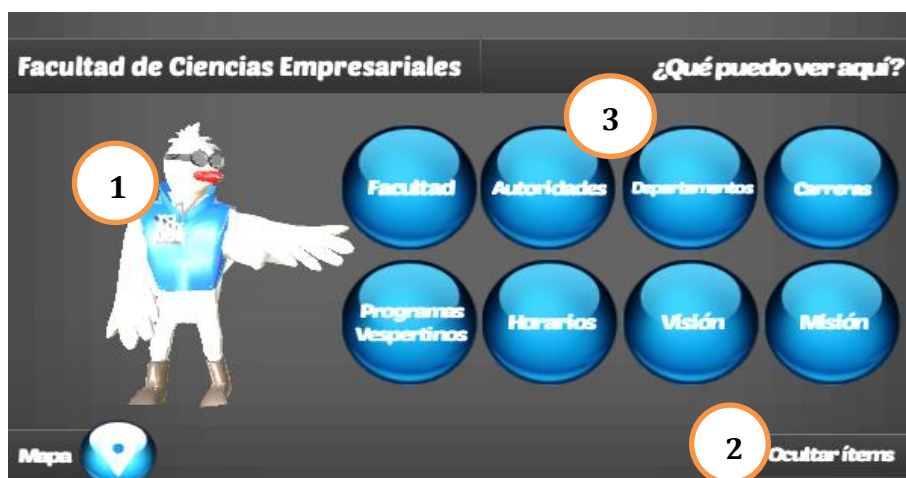 Facultad de Ciencias Empresariales
¿Qué puedo ver aquí?
3
1
Facultad
Autoridades
Departamentos
Carreras
Programas
Vespertinos
Horarios
Visión
Misión
Mapa
2
Ocultar ítems